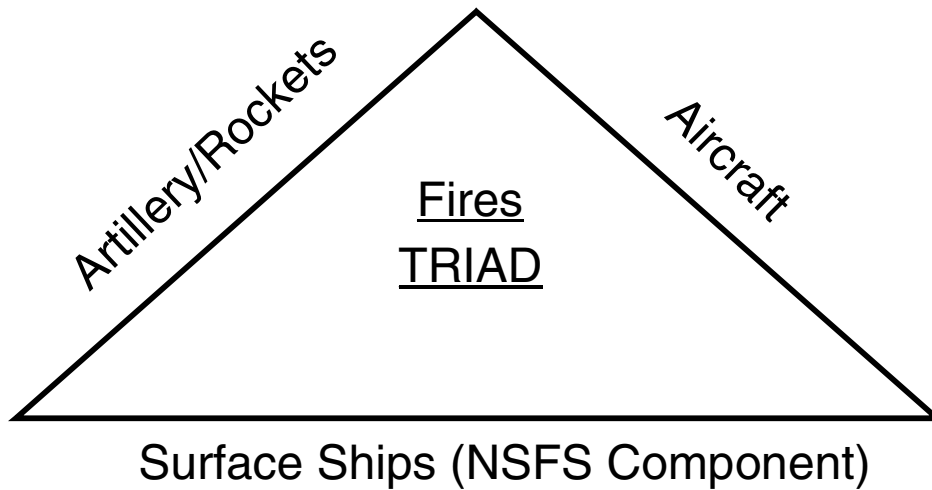 Artillery/Rockets
Aircraft
Fires
TRIAD
Surface Ships (NSFS Component)